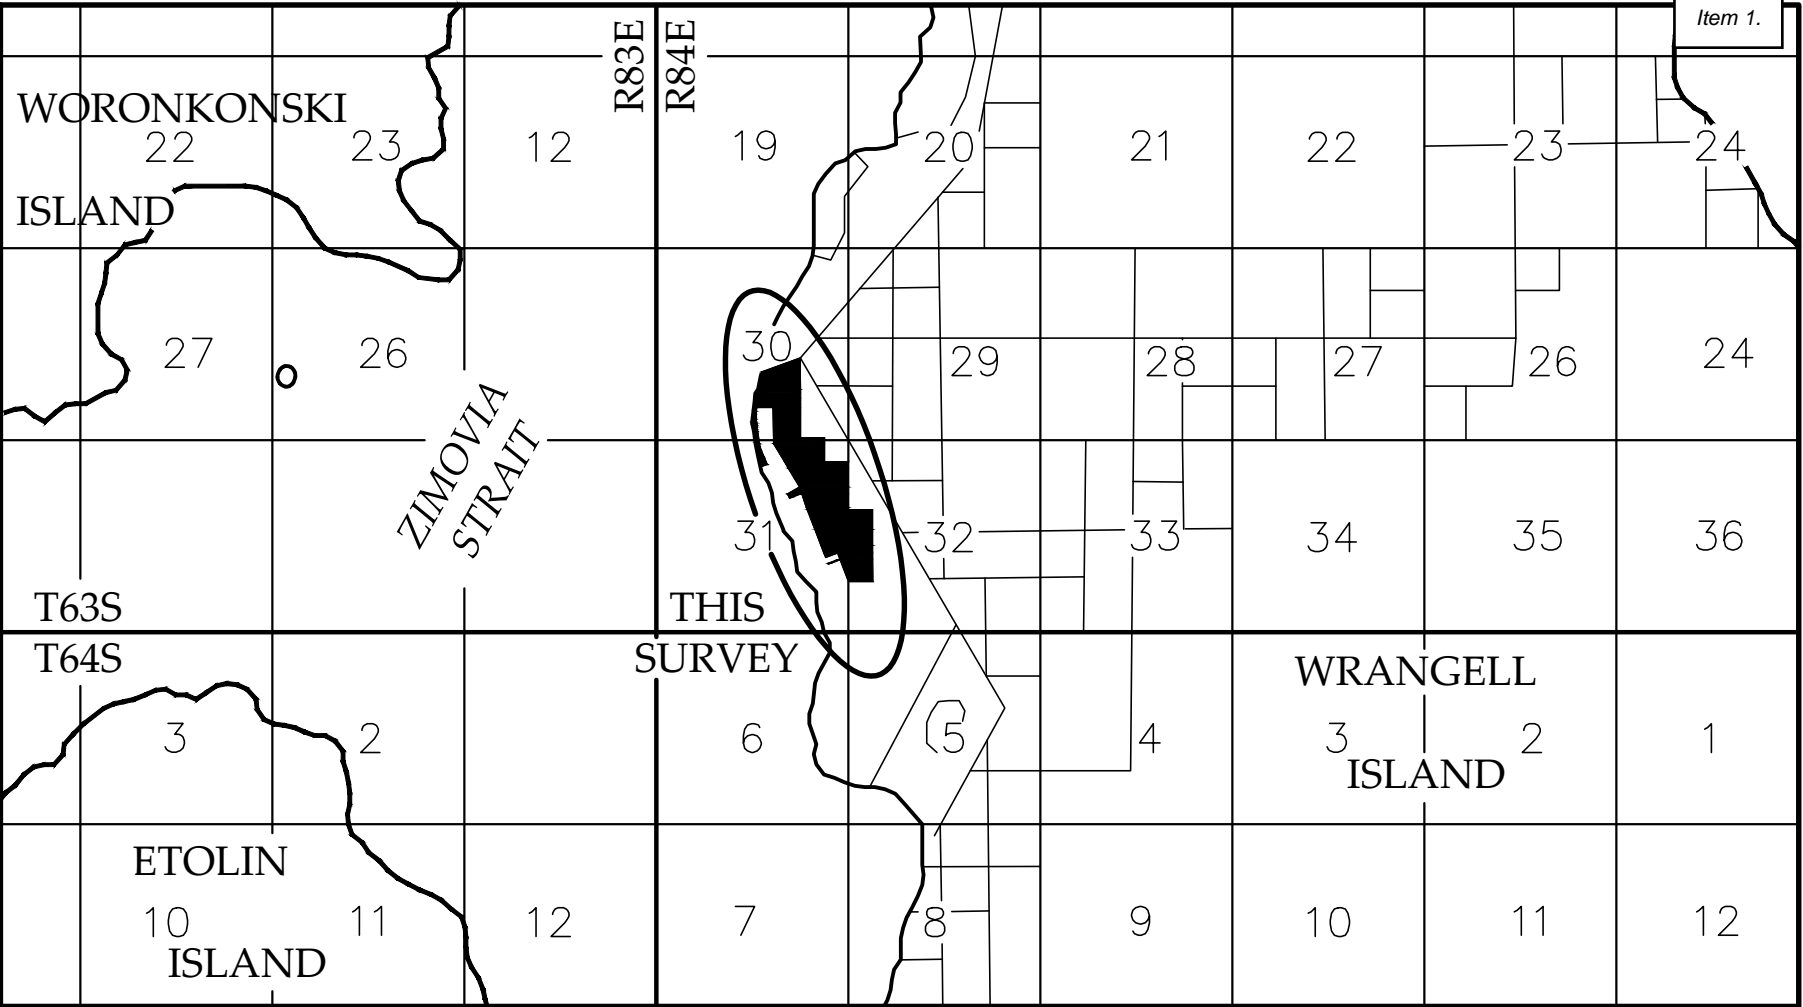 Item 1.
R83E
R84E
WORONKONSKI
22 23 12 19 20 21 22 23 24
ISLAND
27 26 30 29 28 27 26 24
ZIMOVIA
STRAIT
31 32 33 34 35 36
T63S THIS
T64S SURVEY WRANGELL
3 2 6 5 4 3 2 1
ISLAND
ETOLIN
10 11 12 7 8 9 10 11 12
ISLAND